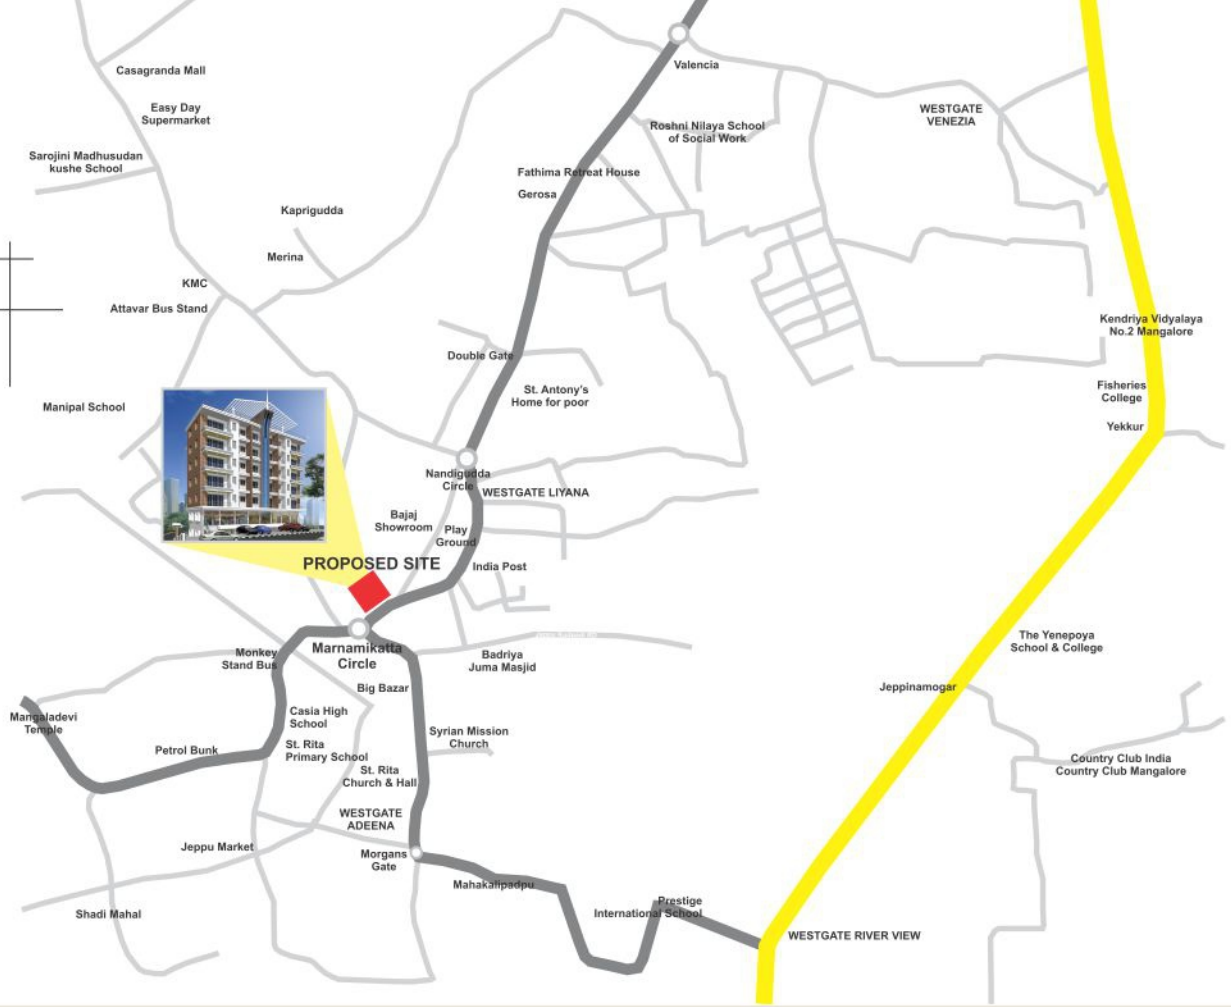 Valencia
Casagranda Mall
Easy Day
Supermarket
WESTGATE
VENEZIA
Roshni Nilaya School
of Social Work
Sarojini Madhusudan
kushe School
Fathima Retreat House
Gerosa
Kaprigudda
Merina
KMC
Attavar Bus Stand
Kendriya Vidyalaya
No.2 Mangalore
Double Gate
St. Antony's
Home for poor
Fisheries
College
Manipal School
Yekkur
Nandigudda
Circle
WESTGATE LIYANA
Bajaj
Showroom
Play
Ground
PROPOSED SITE
India Post
Marnamikatta
Circle
Monkey
Stand Bus
Badriya
Juma Masjid
The Yenepoya
School & College
Big Bazar
Jeppinamogar
Mangaladevi
Temple
Casia High
School
Syrian Mission
Church
Petrol Bunk
St. Rita
Primary School
St. Rita
Church & Hall
Country Club India
Country Club Mangalore
WESTGATE
ADEENA
Jeppu Market
Morgans
Gate
Mahakalipadpu
Prestige
International School
Shadi Mahal
WESTGATE RIVER VIEW